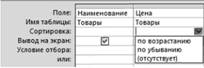 Поле: Наименование Цена
Имя таблицы: Товары Товары
Сортировка:
Вывод на экран: по возрастанию
Условие отбора: по убыванию
или: (отсутствует)